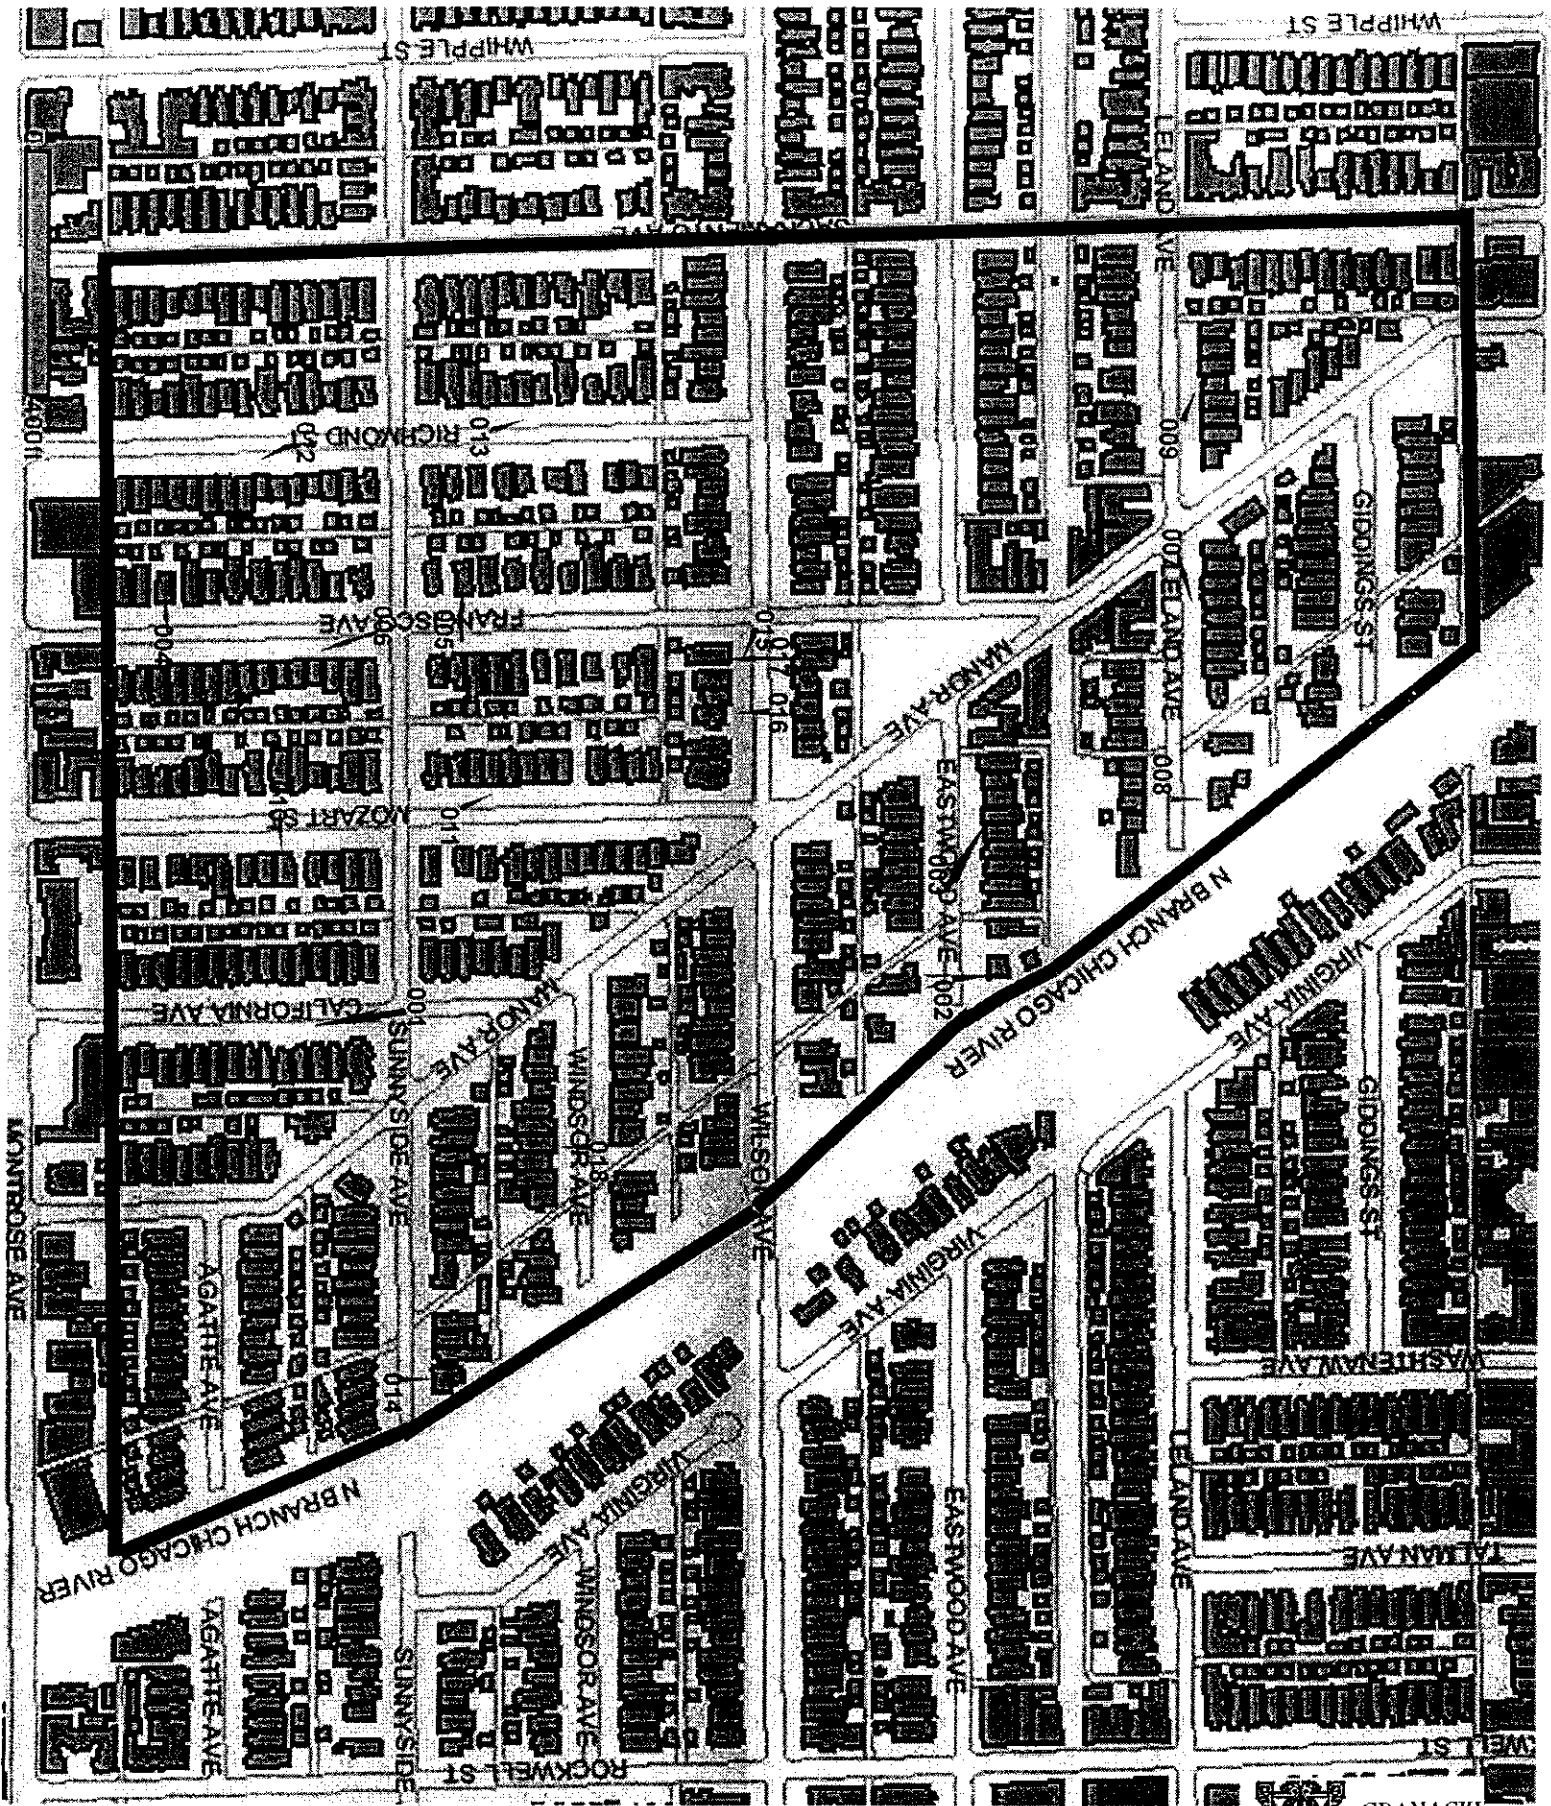 WHIPPLE ST
WHIPPLE ST
LELAND AVE
400ft
RICHMOND
012
013
009
GIDDINGS ST
007
LELAND AVE
004
006
005
FRANCISCO AVE
015
017
016
MANOR AVE
EASTWOOD AVE
003
008
MOZART ST
011
N BRANCH CHICAGO RIVER
002
CALIFORNIA AVE
001
MANOR AVE
SUNNYSIDE AVE
WINDSOR AVE
018
WILSON AVE
VIRGINIA AVE
GIDDINGS ST
MONTROSE AVE
AGATITE AVE
014
VIRGINIA AVE
WASHTENAW AVE
N BRANCH CHICAGO RIVER
VIRGINIA AVE
EASTWOOD AVE
LELAND AVE
TALMAN AVE
AGATITE AVE
SUNNYSIDE
WINDSOR AVE
ROCKWELL ST
KWELL ST